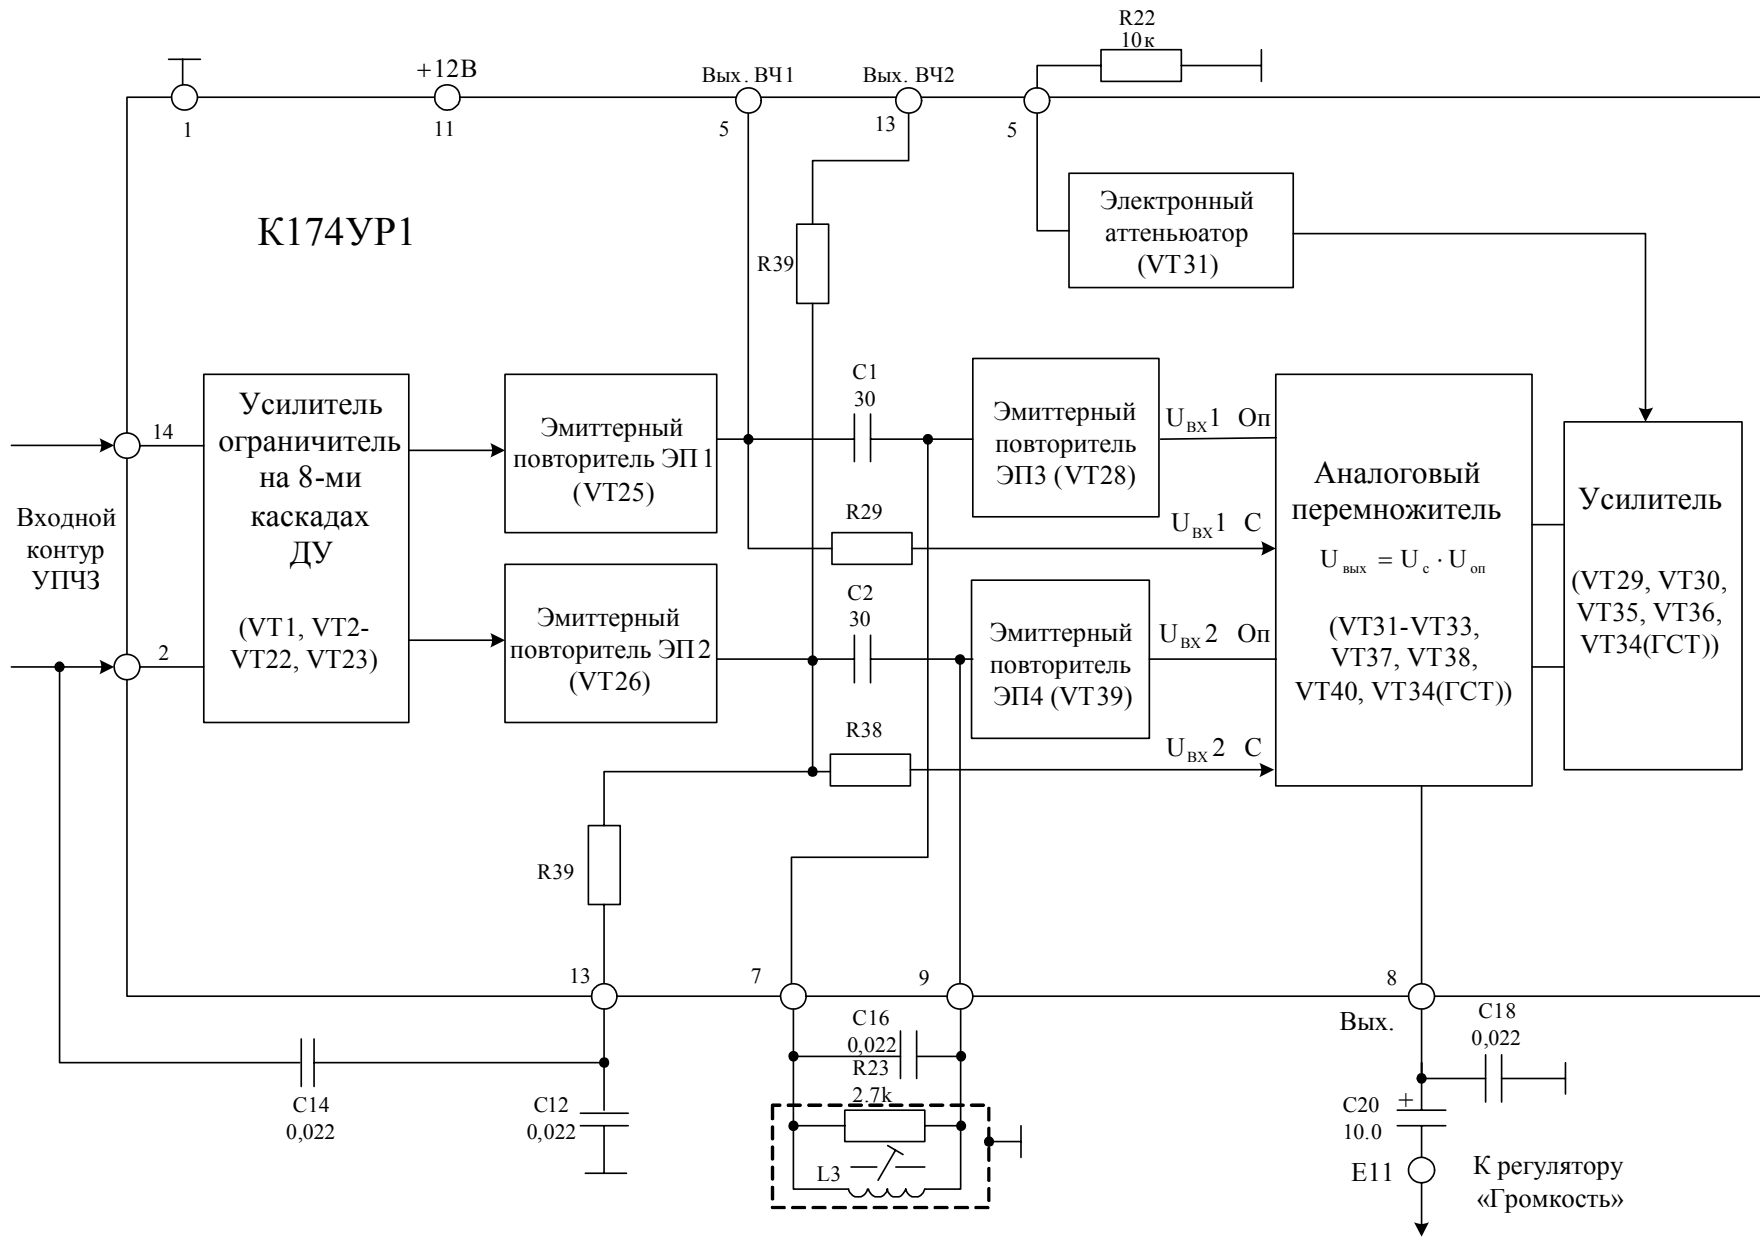 R22
10к
+12В
Вых. ВЧ1
Вых. ВЧ2
1
11
5
13
5
К174УР1
R39
Электронный
аттеньюатор
(VT31)
14
Входной
контур
УПЧЗ
2
Усилитель
ограничитель
на 8-ми
каскадах
ДУ
(VT1, VT2-
VT22, VT23)
Эмиттерный
повторитель ЭП1
(VT25)
Эмиттерный
повторитель ЭП2
(VT26)
C1
30
R29
C2
30
R38
Эмиттерный
повторитель
ЭП3 (VT28)
Эмиттерный
повторитель
ЭП4 (VT39)
UВХ1 Оп
UВХ1 С
UВХ2 Оп
UВХ2 С
Аналоговый
перемножитель
Uвых = Uс · Uоп
(VT31-VT33,
VT37, VT38,
VT40, VT34(ГСТ))
Усилитель
(VT29, VT30,
VT35, VT36,
VT34(ГСТ))
R39
13
7
9
8
Вых.
C14
0,022
C12
0,022
C16
0,022
R23
2.7k
L3
C18
0,022
C20
10.0
+
E11
К регулятору
«Громкость»